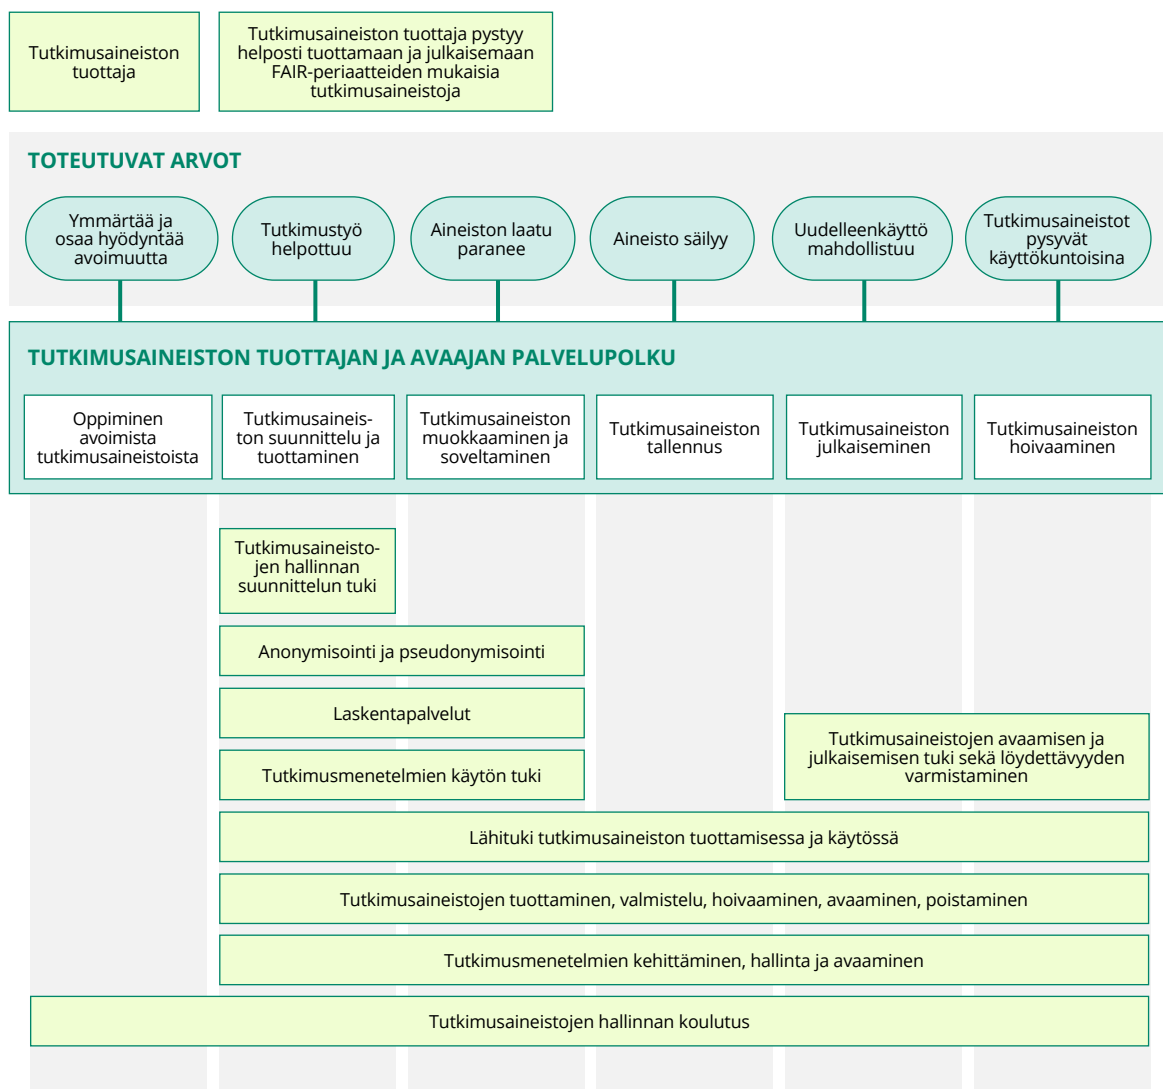 Tutkimusaineiston
tuottaja
Tutkimusaineiston tuottaja pystyy
helposti tuottamaan ja julkaisemaan
FAIR-periaatteiden mukaisia
tutkimusaineistoja
TOTEUTUVAT ARVOT
Ymmärtää ja
osaa hyödyntää
avoimuutta
Tutkimustyö
helpottuu
Aineiston laatu
paranee
Aineisto säilyy
Uudelleenkäyttö
mahdollistuu
Tutkimusaineistot
pysyvät
käyttökuntoisina
TUTKIMUSAINEISTON TUOTTAJAN JA AVAAJAN PALVELUPOLKU
Oppiminen
avoimista
tutkimusaineistoista
Tutkimusaineis-
ton suunnittelu ja
tuottaminen
Tutkimusaineiston
muokkaaminen ja
soveltaminen
Tutkimusaineiston
tallennus
Tutkimusaineiston
julkaiseminen
Tutkimusaineiston
hoivaaminen
Tutkimusaineisto-
jen hallinnan
suunnittelun tuki
Anonymisointi ja pseudonymisointi
Laskentapalvelut
Tutkimusmenetelmien käytön tuki
Tutkimusaineistojen avaamisen ja
julkaisemisen tuki sekä löydettävyyden
varmistaminen
Lähituki tutkimusaineiston tuottamisessa ja käytössä
Tutkimusaineistojen tuottaminen, valmistelu, hoivaaminen, avaaminen, poistaminen
Tutkimusmenetelmien kehittäminen, hallinta ja avaaminen
Tutkimusaineistojen hallinnan koulutus